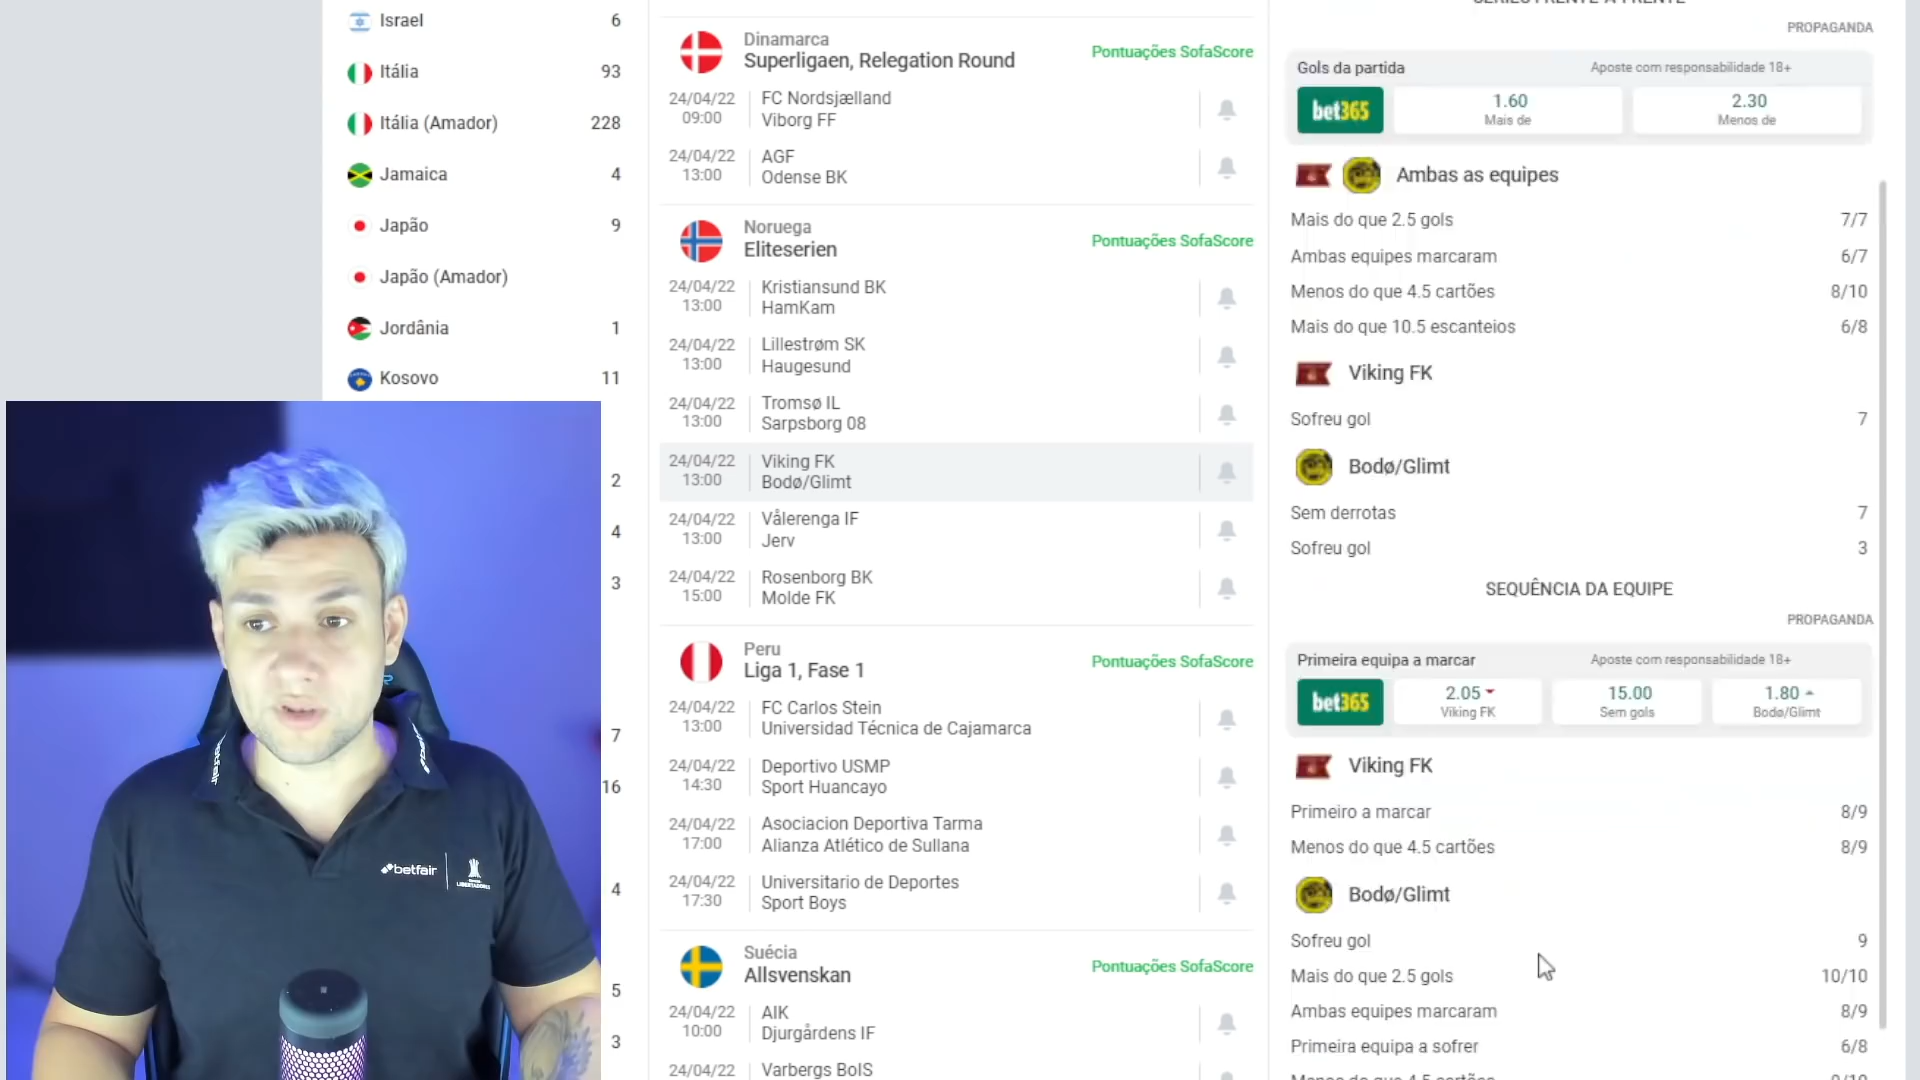 Israel 6
Itália 93
Itália (Amador) 228
Jamaica 4
Japão 9
Japão (Amador)
Jordânia 1
Kosovo 11
2
4
3
7
16
4
5
3
betfair
LIBERTADORES
betfair
Dinamarca
Superligaen, Relegation Round
Pontuações SofaScore
24/04/22 FC Nordsjælland
09:00 Viborg FF
24/04/22 AGF
13:00 Odense BK
Noruega
Eliteserien
Pontuações SofaScore
24/04/22 Kristiansund BK
13:00 HamKam
24/04/22 Lillestrøm SK
13:00 Haugesund
24/04/22 Tromsø IL
13:00 Sarpsborg 08
24/04/22 Viking FK
13:00 Bodø/Glimt
24/04/22 Vålerenga IF
13:00 Jerv
24/04/22 Rosenborg BK
15:00 Molde FK
Peru
Liga 1, Fase 1
Pontuações SofaScore
24/04/22 FC Carlos Stein
13:00 Universidad Técnica de Cajamarca
24/04/22 Deportivo USMP
14:30 Sport Huancayo
24/04/22 Asociacion Deportiva Tarma
17:00 Alianza Atlético de Sullana
24/04/22 Universitario de Deportes
17:30 Sport Boys
Suécia
Allsvenskan
Pontuações SofaScore
24/04/22 AIK
10:00 Djurgårdens IF
24/04/22 Varbergs BoIS
SÉRIES FRENTE A FRENTE
PROPAGANDA
Gols da partida Aposte com responsabilidade 18+
bet365 1.60 2.30
Mais de Menos de
Ambas as equipes
Mais do que 2.5 gols 7/7
Ambas equipes marcaram 6/7
Menos do que 4.5 cartões 8/10
Mais do que 10.5 escanteios 6/8
Viking FK
Sofreu gol 7
Bodø/Glimt
Sem derrotas 7
Sofreu gol 3
SEQUÊNCIA DA EQUIPE
PROPAGANDA
Primeira equipa a marcar Aposte com responsabilidade 18+
bet365 2.05 15.00 1.80
Viking FK Sem gols Bodø/Glimt
Viking FK
Primeiro a marcar 8/9
Menos do que 4.5 cartões 8/9
Bodø/Glimt
Sofreu gol 9
Mais do que 2.5 gols 10/10
Ambas equipes marcaram 8/9
Primeira equipa a sofrer 6/8
Menos do que 4.5 cartões 9/10